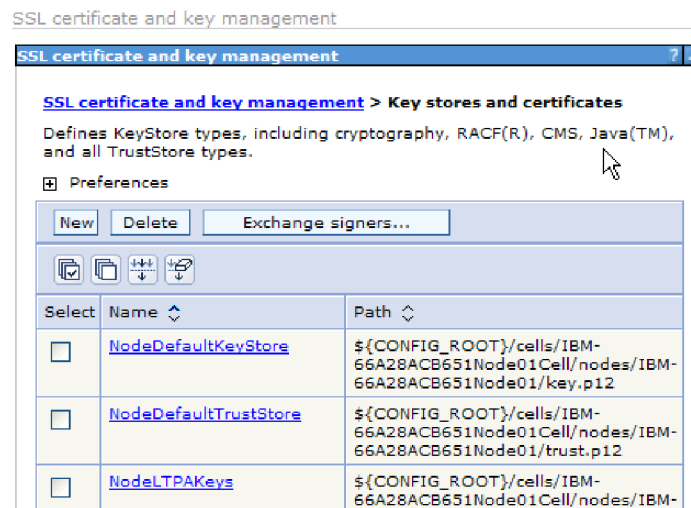 SSL certificate and key management
SSL certificate and key management ?
SSL certificate and key management > Key stores and certificates
Defines KeyStore types, including cryptography, RACF(R), CMS, Java(TM),
and all TrustStore types.
Preferences
New Delete Exchange signers...
Select Name Path
NodeDefaultKeyStore ${CONFIG_ROOT}/cells/IBM-
66A28ACB651Node01Cell/nodes/IBM-
66A28ACB651Node01/key.p12
NodeDefaultTrustStore ${CONFIG_ROOT}/cells/IBM-
66A28ACB651Node01Cell/nodes/IBM-
66A28ACB651Node01/trust.p12
NodeLTPAKeys ${CONFIG_ROOT}/cells/IBM-
66A28ACB651Node01Cell/nodes/IBM-